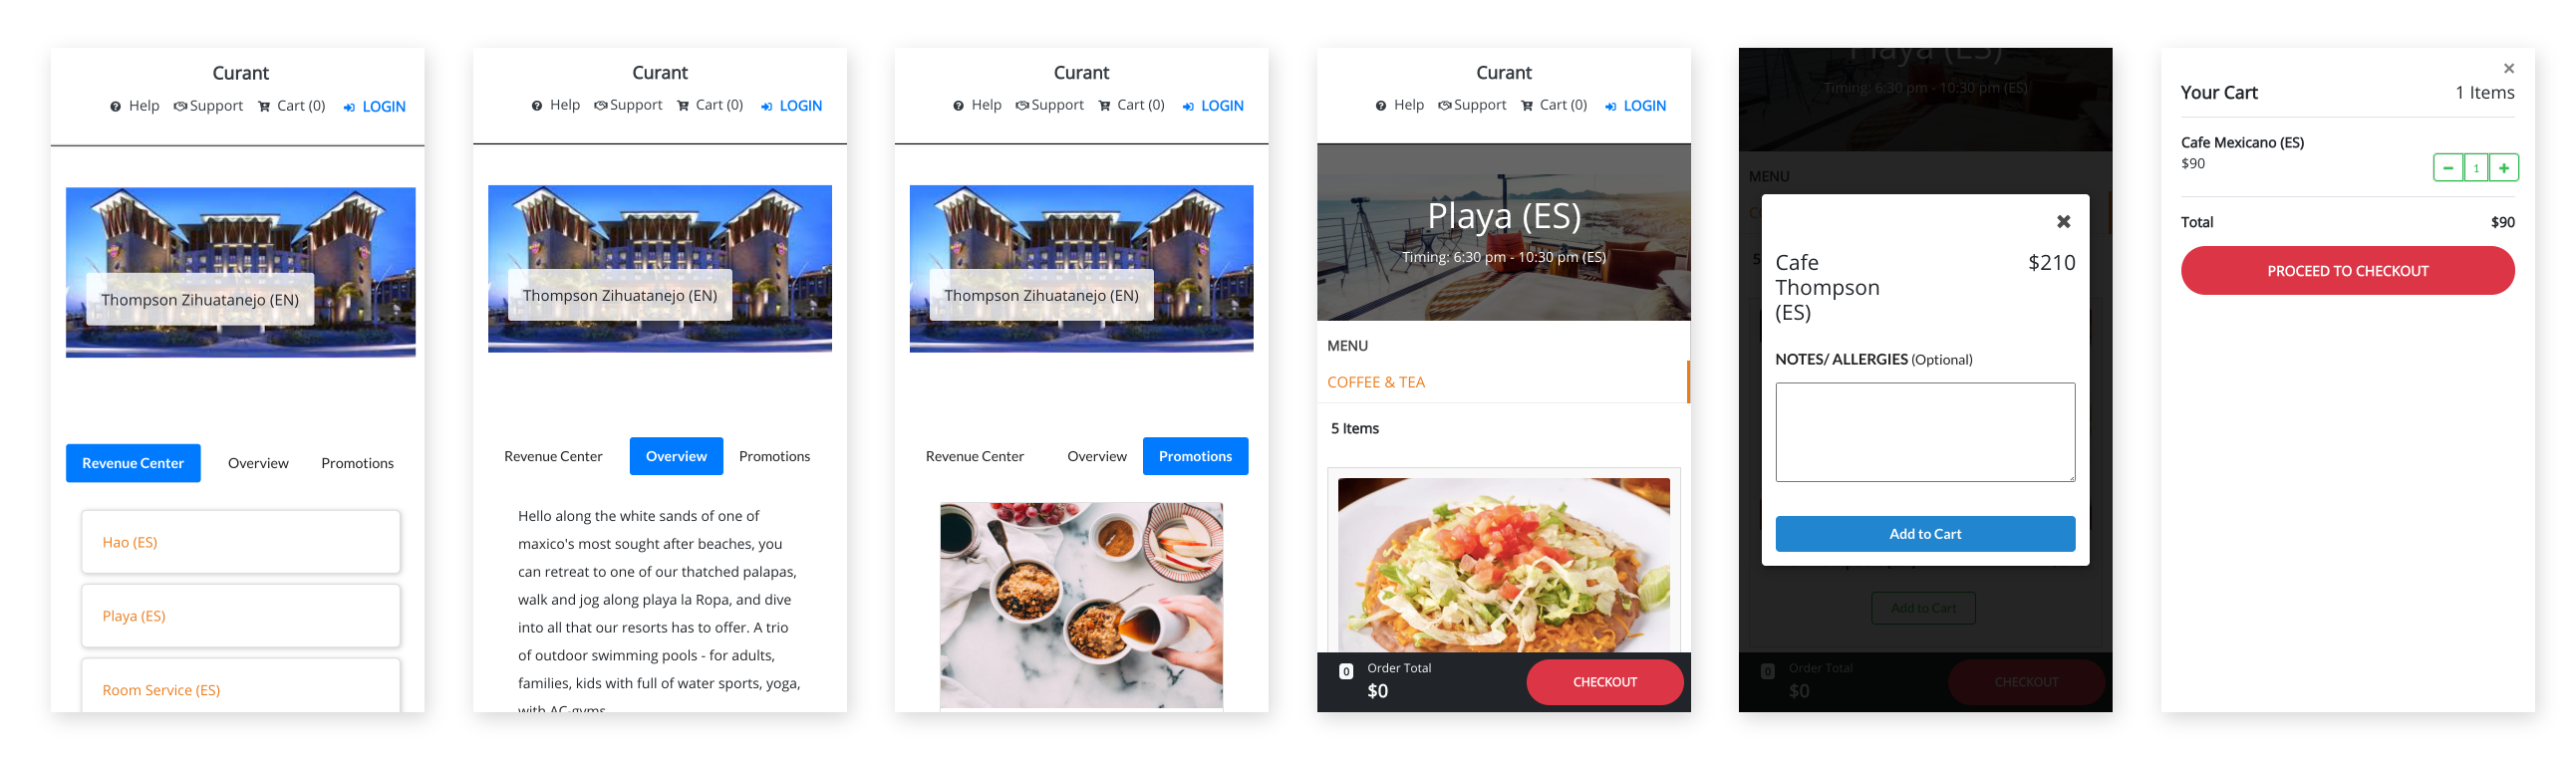 Curant
Help Support Cart (0) LOGIN
Thompson Zihuatanejo (EN)
Revenue Center Overview Promotions
Hao (ES)
Playa (ES)
Room Service (ES)
Curant
Help Support Cart (0) LOGIN
Thompson Zihuatanejo (EN)
Revenue Center Overview Promotions
Hello along the white sands of one of
maxico's most sought after beaches, you
can retreat to one of our thatched palapas,
walk and jog along playa la Ropa, and dive
into all that our resorts has to offer. A trio
of outdoor swimming pools - for adults,
families, kids with full of water sports, yoga,
with AC-gyms
Curant
Help Support Cart (0) LOGIN
Thompson Zihuatanejo (EN)
Revenue Center Overview Promotions
Curant
Help Support Cart (0) LOGIN
Playa (ES)
Timing: 6:30 pm - 10:30 pm (ES)
MENU
COFFEE & TEA
5 Items
0 Order Total
$0
CHECKOUT
Playa (ES)
Timing: 6:30 pm - 10:30 pm (ES)
MENU
5
Cafe $210
Thompson
(ES)
NOTES/ ALLERGIES (Optional)
Add to Cart
Add to Cart
0 Order Total
$0
CHECKOUT
Your Cart 1 Items
Cafe Mexicano (ES)
$90
1
Total $90
PROCEED TO CHECKOUT